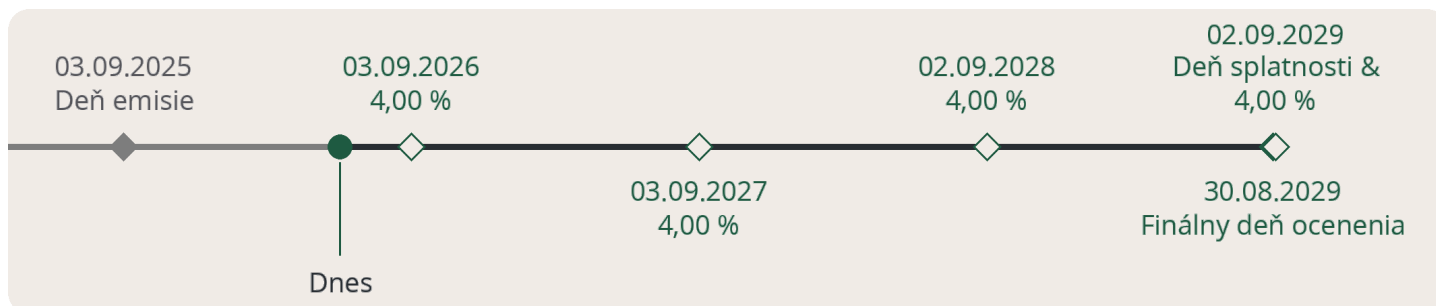 03.09.2025
Deň emisie
03.09.2026
4,00 %
02.09.2028
4,00 %
02.09.2029
Deň splatnosti &
4,00 %
03.09.2027
4,00 %
30.08.2029
Finálny deň ocenenia
Dnes